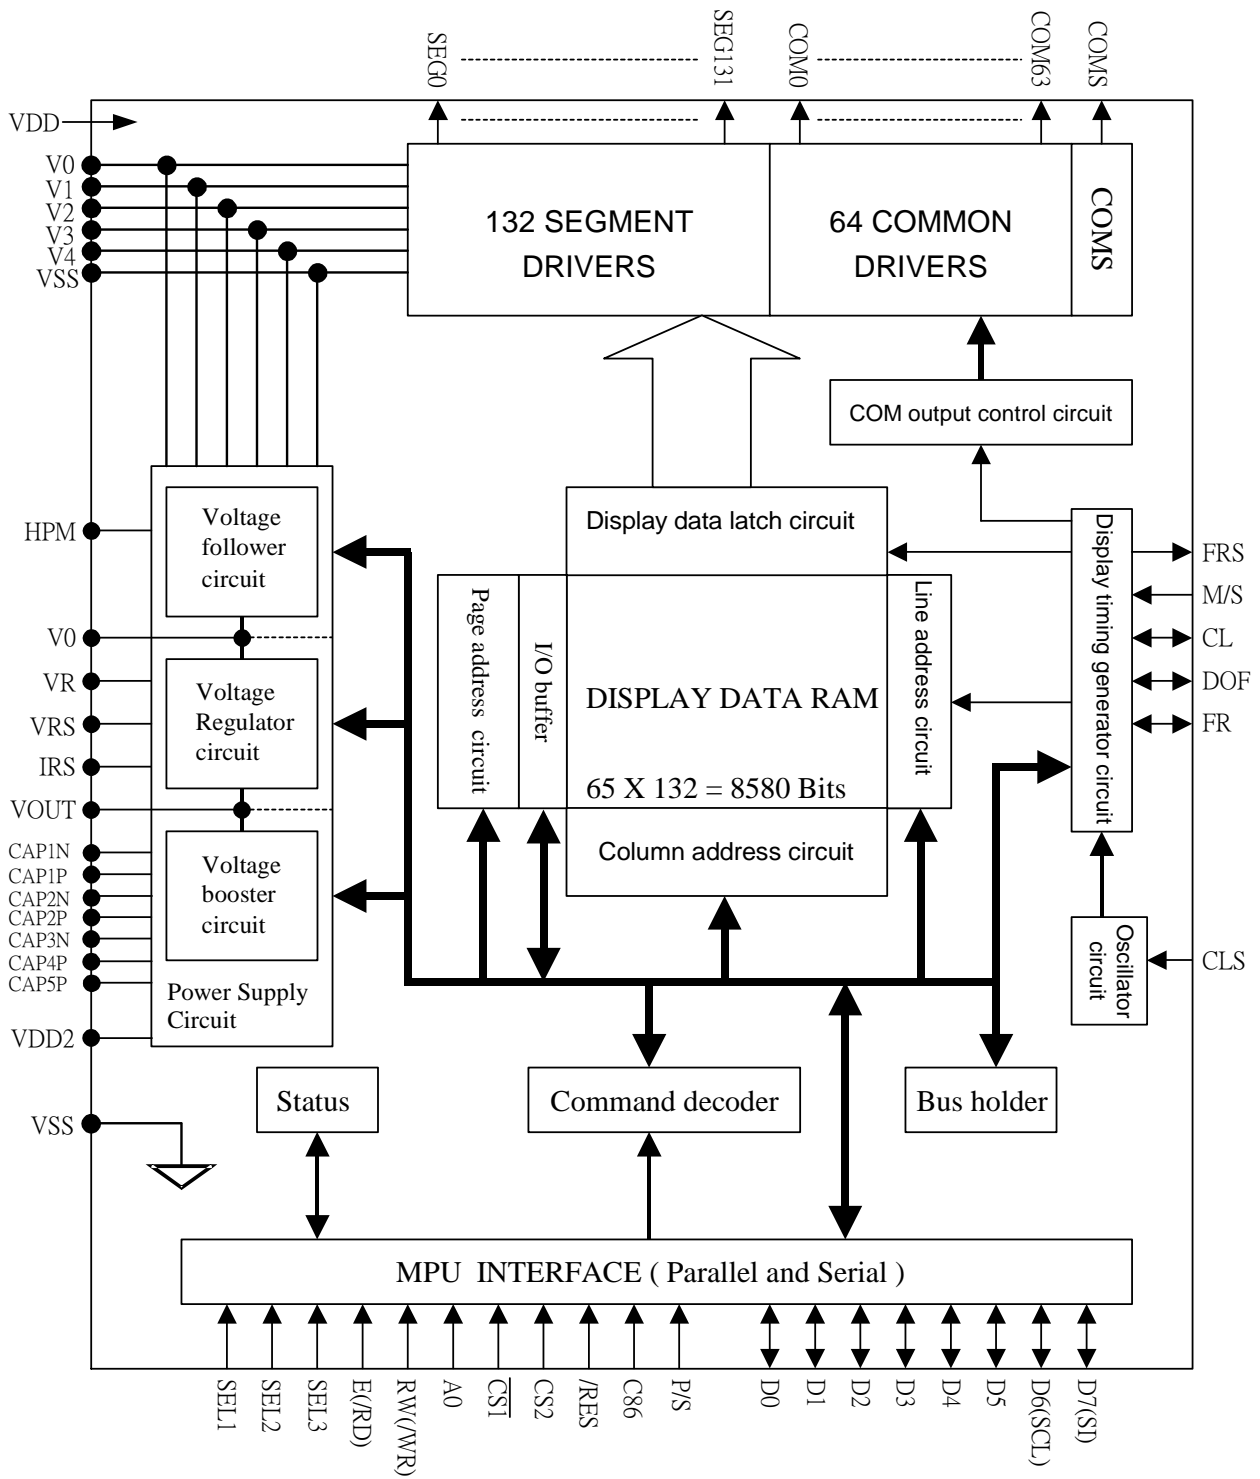 SEG0
SEG131
COM0
COM63
COMS
VDD
V0
V1
V2
V3
V4
VSS
132 SEGMENT
DRIVERS
64 COMMON
DRIVERS
COMS
COM output control circuit
HPM
V0
VR
VRS
IRS
VOUT
CAP1N
CAP1P
CAP2N
CAP2P
CAP3N
CAP4P
CAP5P
VDD2
VSS
Voltage
follower
circuit
Voltage
Regulator
circuit
Voltage
booster
circuit
Power Supply
Circuit
Display data latch circuit
Page address circuit
I/O buffer
DISPLAY DATA RAM
65 X 132 = 8580 Bits
Line address circuit
Column address circuit
Display timing generator circuit
FRS
M/S
CL
DOF
FR
Oscillator
circuit
CLS
Status
Command decoder
Bus holder
MPU INTERFACE ( Parallel and Serial )
SEL1
SEL2
SEL3
E(/RD)
RW(/WR)
A0
CS1
CS2
/RES
C86
P/S
D0
D1
D2
D3
D4
D5
D6(SCL)
D7(SI)